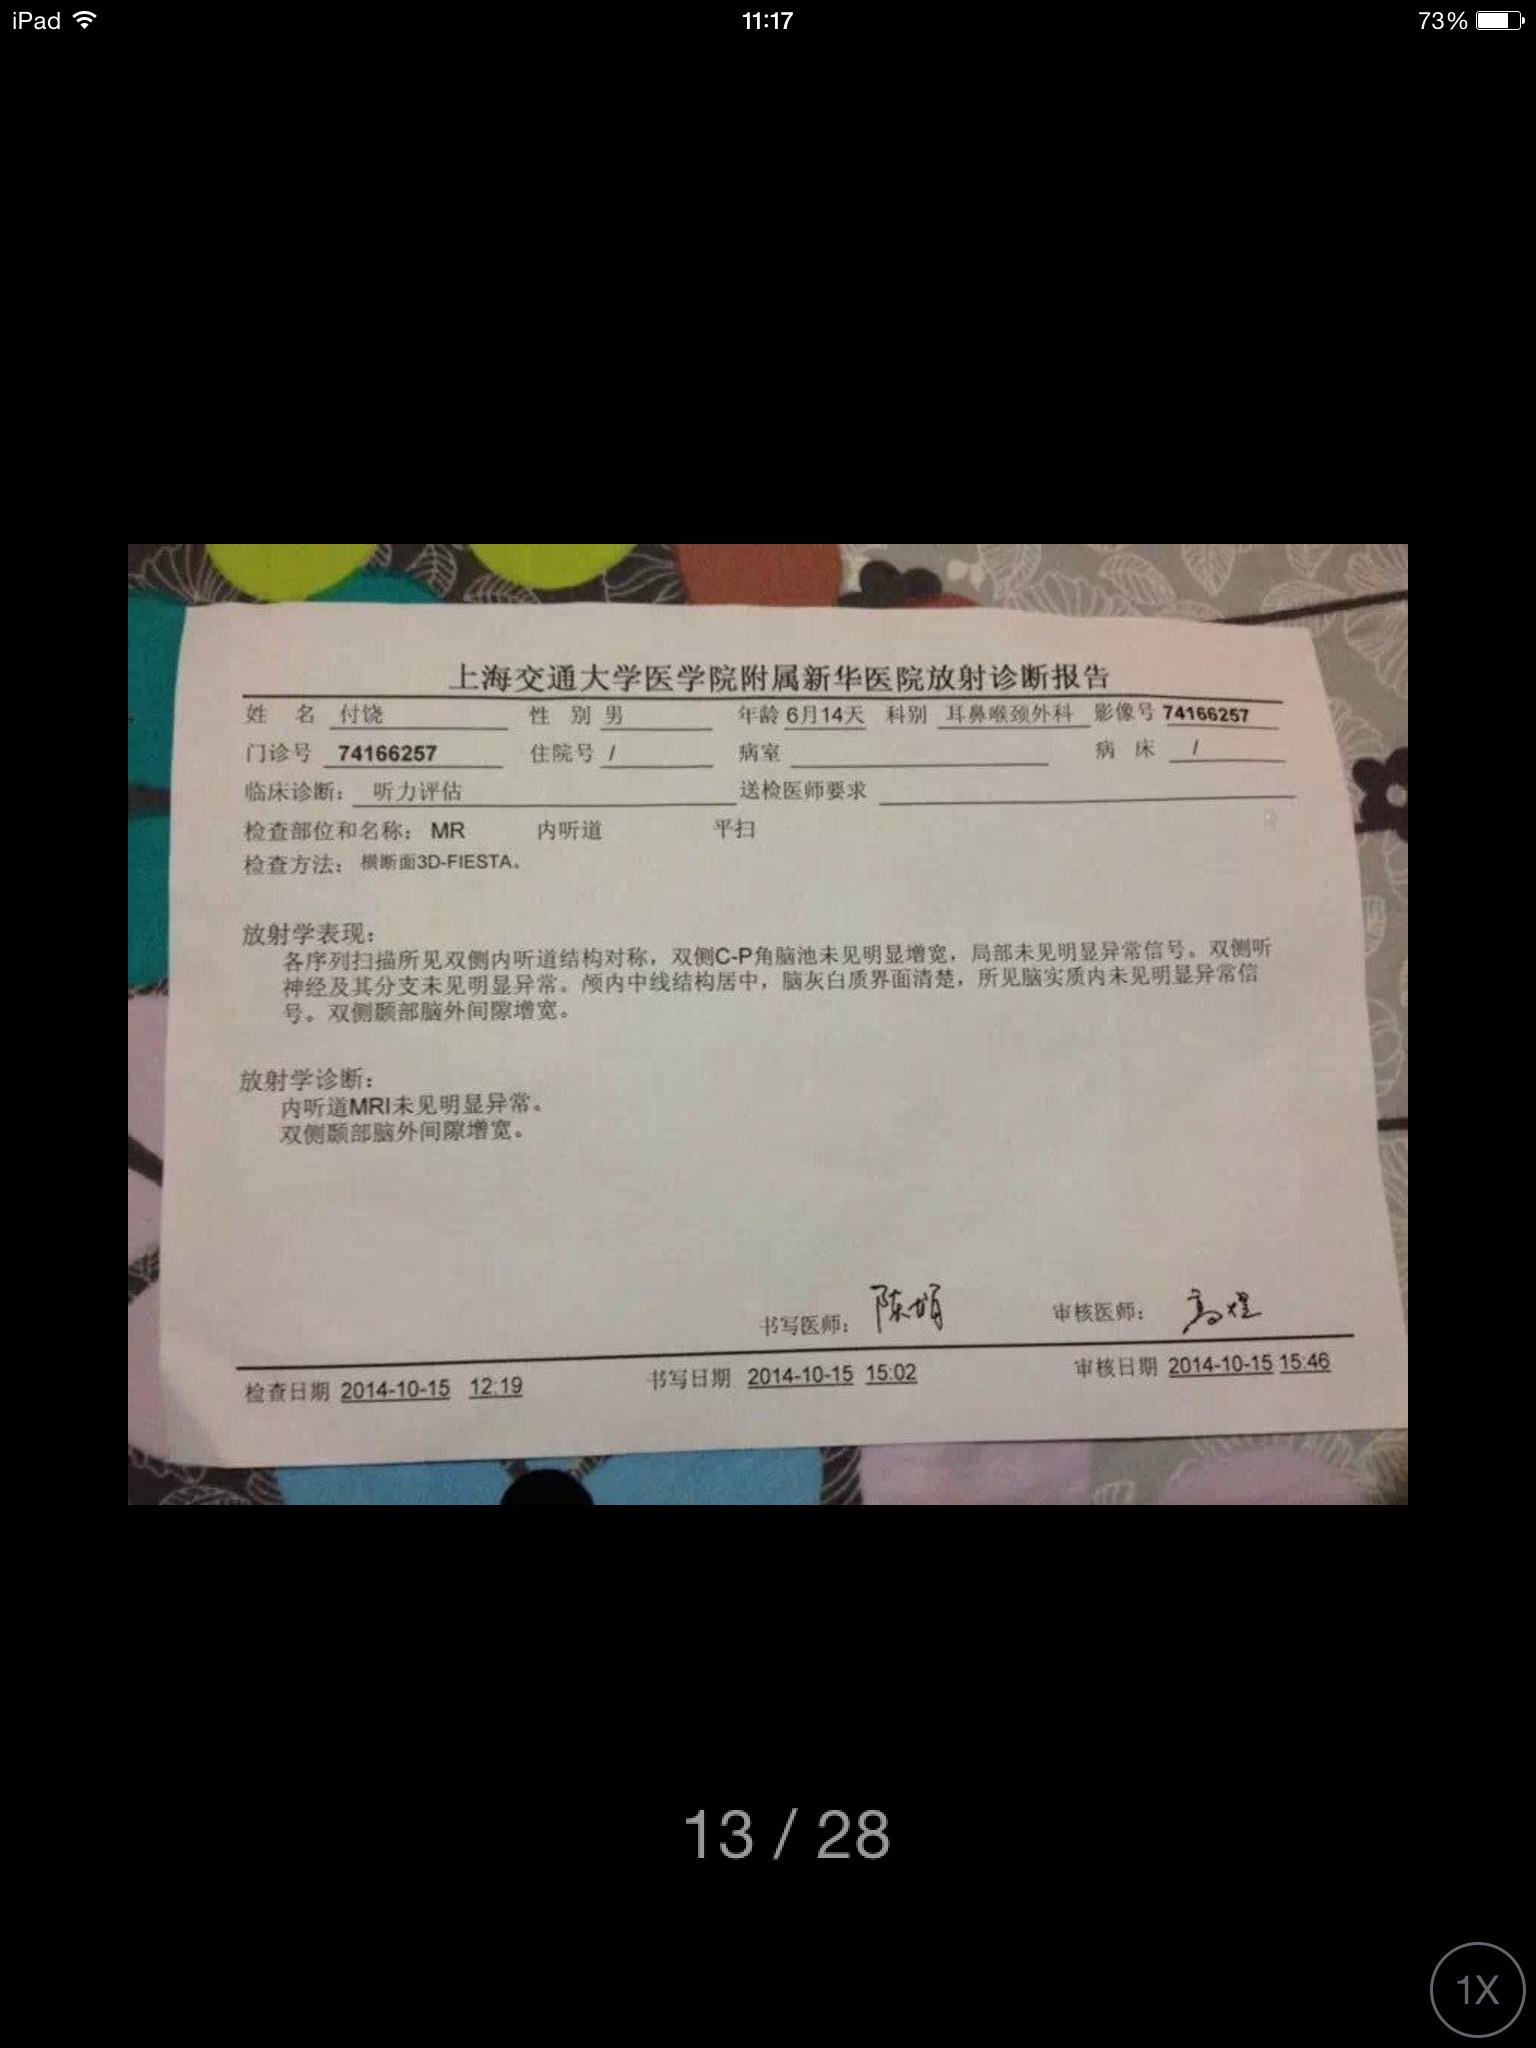 iPad 11:17 73%
上海交通大学医学院附属新华医院放射诊断报告
姓 名 付饶 性 别 男 年龄 6月14天 科别 耳鼻喉颈外科 影像号 74166257
门诊号 74166257 住院号 / 病室 病 床 /
临床诊断： 听力评估 送检医师要求
检查部位和名称： MR 内听道 平扫
检查方法： 横断面3D-FIESTA。
放射学表现：
各序列扫描所见双侧内听道结构对称，双侧C-P角脑池未见明显增宽，局部未见明显异常信号。双侧听
神经及其分支未见明显异常。颅内中线结构居中，脑灰白质界面清楚，所见脑实质内未见明显异常信
号。双侧颞部脑外间隙增宽。
放射学诊断：
内听道MRI未见明显异常。
双侧颞部脑外间隙增宽。
书写医师： 陈娟 审核医师： 高煜
检查日期 2014-10-15 12:19 书写日期 2014-10-15 15:02 审核日期 2014-10-15 15:46
13 / 28
1X